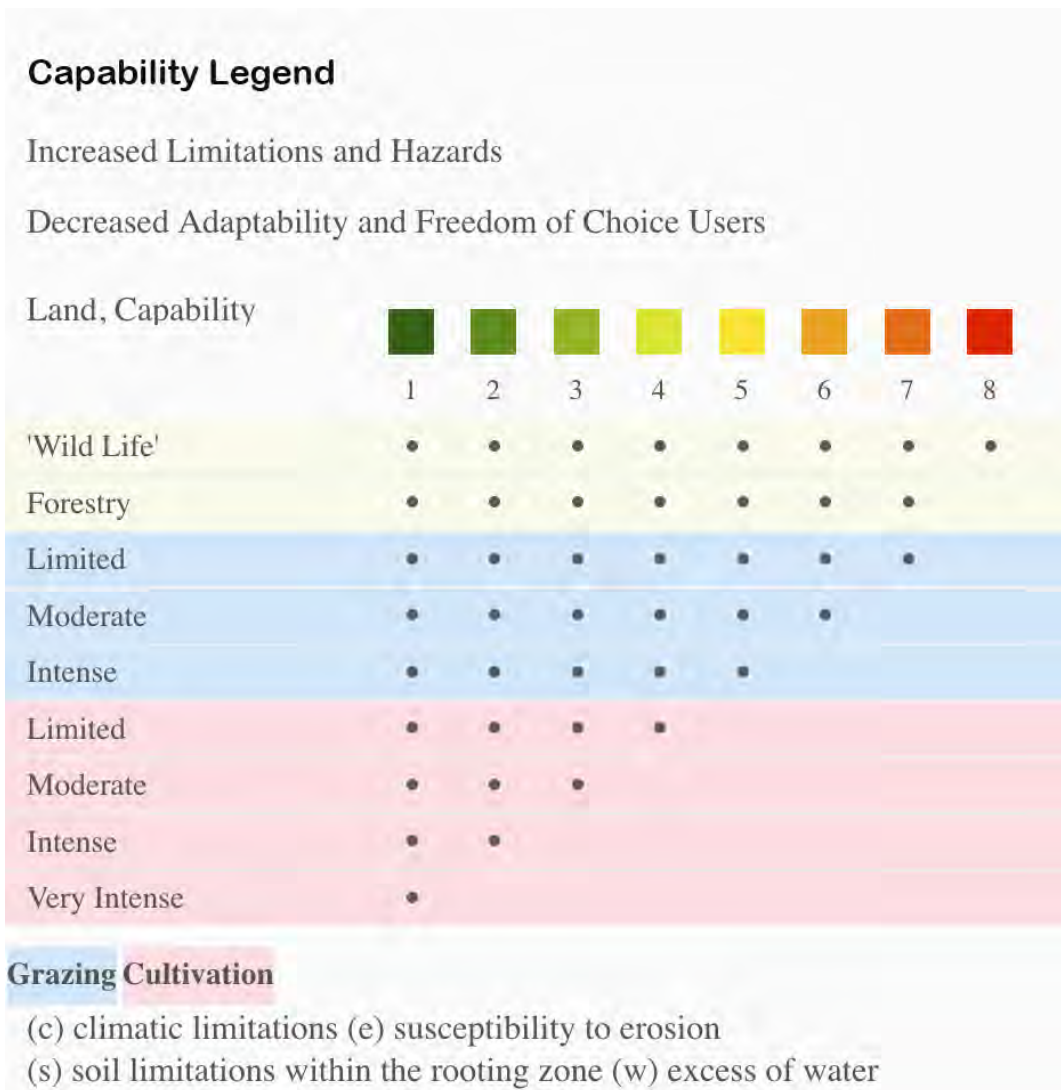 Capability Legend
Increased Limitations and Hazards
Decreased Adaptability and Freedom of Choice Users
Land, Capability
1 2 3 4 5 6 7 8
'Wild Life'
Forestry
Limited
Moderate
Intense
Limited
Moderate
Intense
Very Intense
Grazing Cultivation
(c) climatic limitations (e) susceptibility to erosion
(s) soil limitations within the rooting zone (w) excess of water